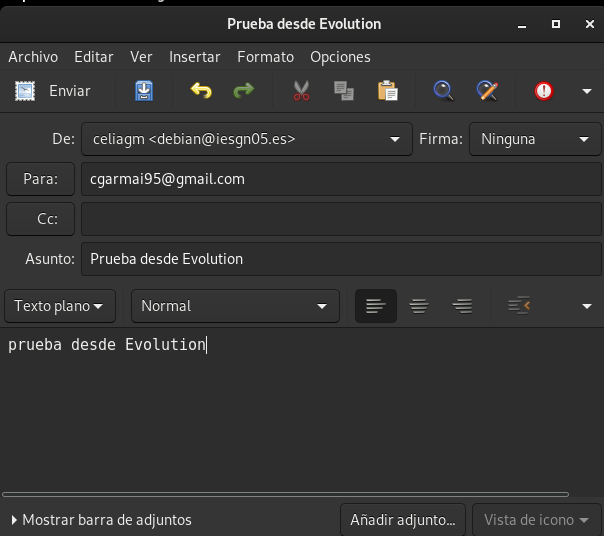 Prueba desde Evolution
Archivo Editar Ver Insertar Formato Opciones
Enviar
De: celiagm <debian@iesgn05.es> Firma: Ninguna
Para: cgarmai95@gmail.com
Cc:
Asunto: Prueba desde Evolution
Texto plano Normal
prueba desde Evolution
Mostrar barra de adjuntos Añadir adjunto... Vista de icono